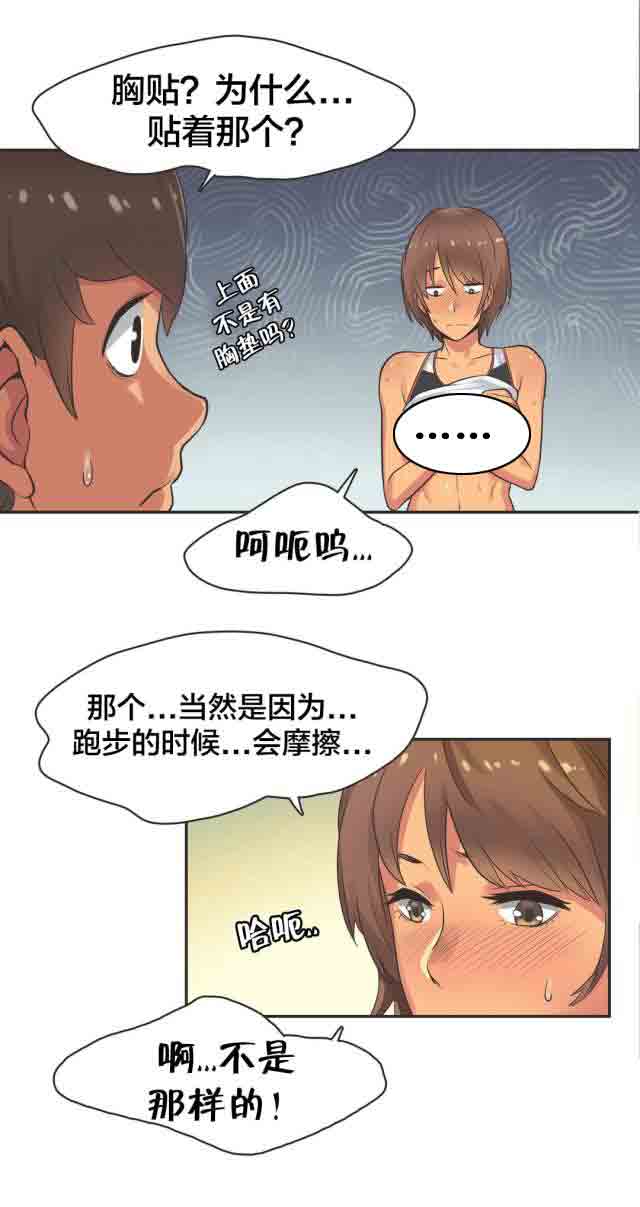 胸贴？为什么…
贴着那个？
上面
不是有
胸垫吗？
……
呵呃呜...
那个…当然是因为…
跑步的时候…会摩擦…
哈呃..
啊...不是
那样的！